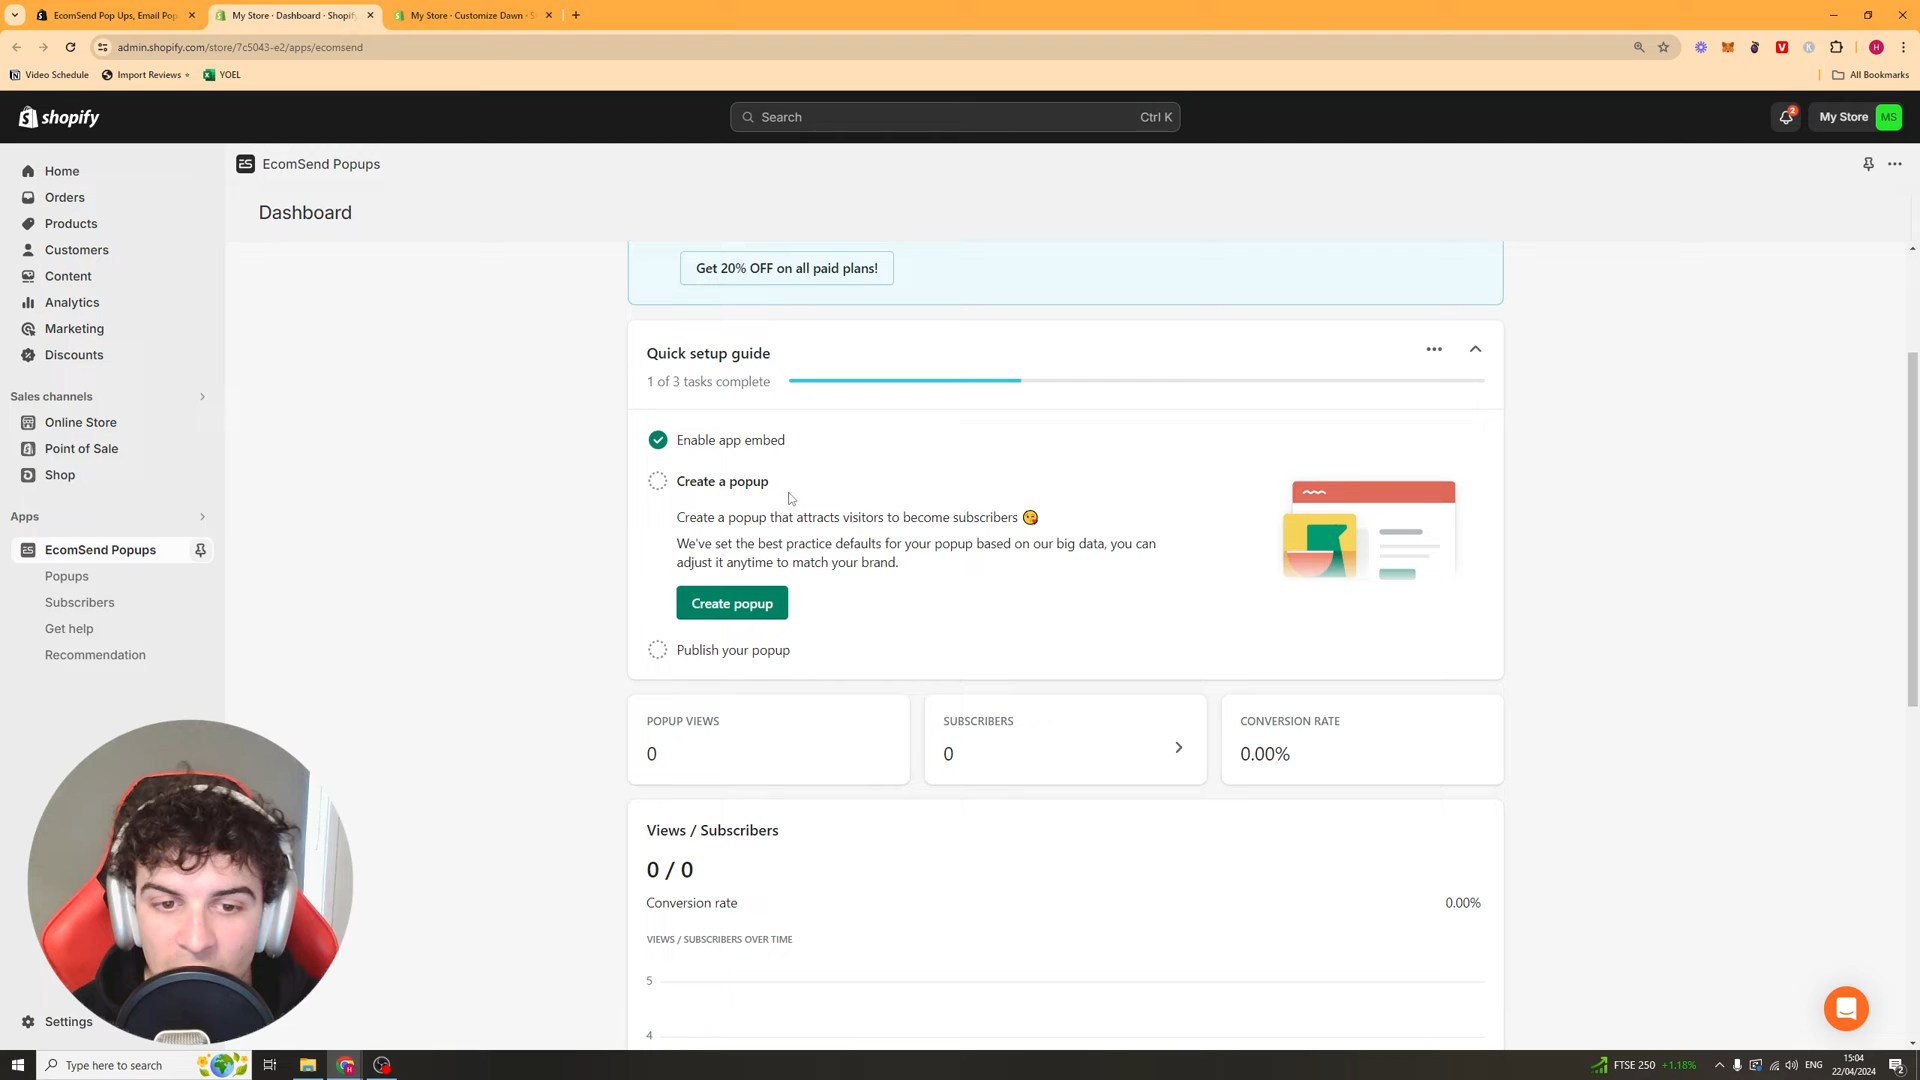 EcomSend Pop Ups, Email Pop
My Store · Dashboard · Shopify
My Store · Customize Dawn · S
admin.shopify.com/store/7c5043-e2/apps/ecomsend
Video Schedule
Import Reviews
YOEL
All Bookmarks
shopify
Search
Ctrl K
2
My Store
MS
Home
Orders
Products
Customers
Content
Analytics
Marketing
Discounts
Sales channels
Online Store
Point of Sale
Shop
Apps
EcomSend Popups
Popups
Subscribers
Get help
Recommendation
Settings
ES EcomSend Popups
Dashboard
Get 20% OFF on all paid plans!
Quick setup guide
1 of 3 tasks complete
Enable app embed
Create a popup
Create a popup that attracts visitors to become subscribers 😘
We've set the best practice defaults for your popup based on our big data, you can
adjust it anytime to match your brand.
Create popup
Publish your popup
POPUP VIEWS
0
SUBSCRIBERS
0
CONVERSION RATE
0.00%
Views / Subscribers
0 / 0
Conversion rate
0.00%
VIEWS / SUBSCRIBERS OVER TIME
5
4
Type here to search
FTSE 250 +1.18%
ENG
15:04
22/04/2024
2